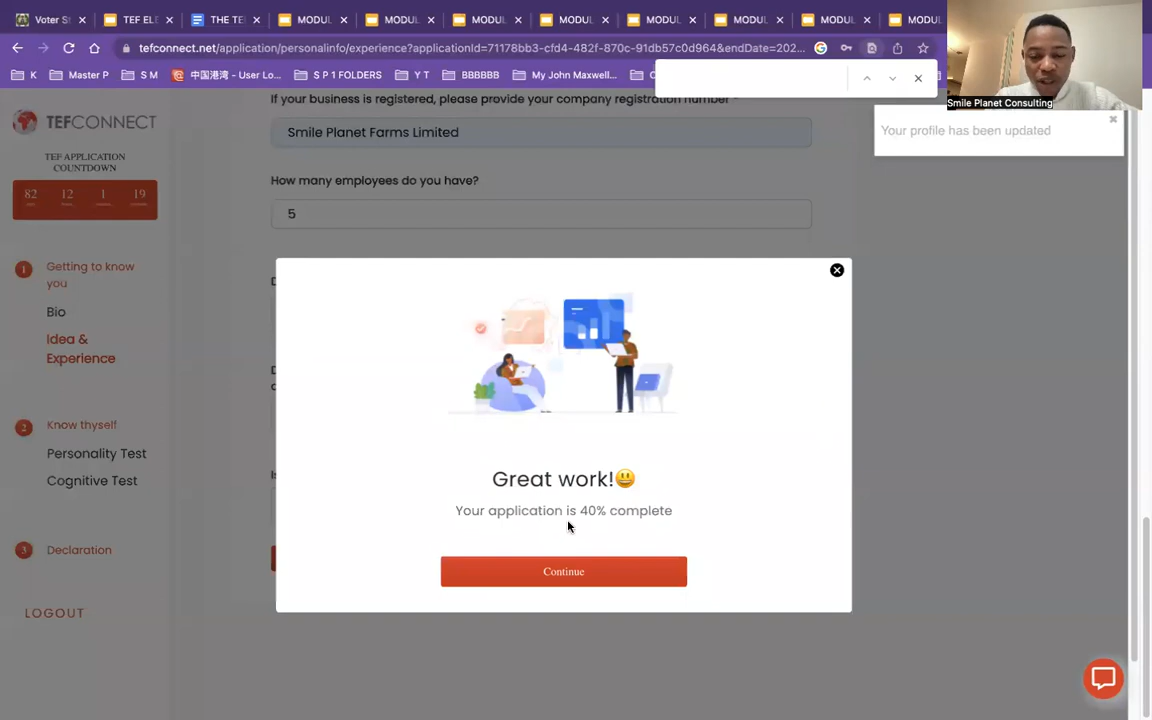 Voter S
TEF ELE
THE TE
MODUL
MODUL
MODUL
MODUL
MODUL
MODUL
MODUL
MODUL
tefconnect.net/application/personalinfo/experience?applicationId=71178bb3-cfd4-482f-870c-91db57c0d964&endDate=202...
K
Master P
S M
中国港湾 - User Lo...
S P 1 FOLDERS
Y T
BBBBBB
My John Maxwel...
Smile Planet Consulting
Your profile has been updated
TEFCONNECT
TEF APPLICATION
COUNTDOWN
82 12 1 19
1 Getting to know
you
Bio
Idea &
Experience
2 Know thyself
Personality Test
Cognitive Test
3 Declaration
LOGOUT
If your business is registered, please provide your company registration number *
Smile Planet Farms Limited
How many employees do you have?
5
Great work!😃
Your application is 40% complete
Continue